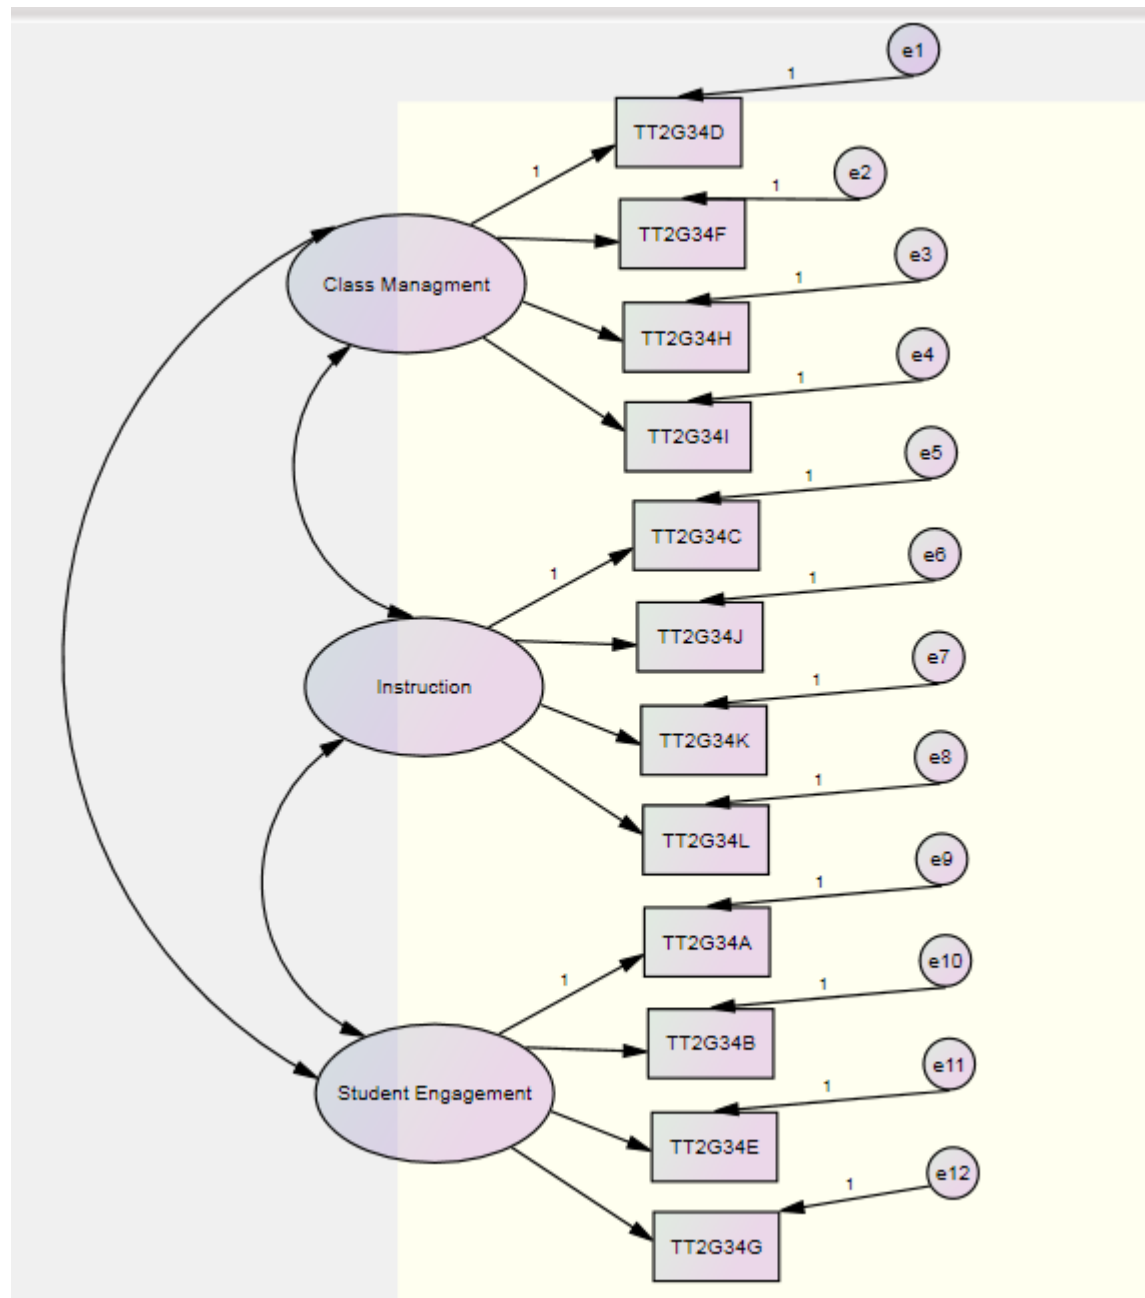 e1
1
TT2G34D
e2
1
1
TT2G34F
e3
Class Managment
1
TT2G34H
e4
1
TT2G34I
e5
1
TT2G34C
e6
1
1
TT2G34J
e7
1
Instruction
TT2G34K
e8
1
TT2G34L
e9
1
TT2G34A
e10
1
1
TT2G34B
e11
1
Student Engagement
TT2G34E
e12
1
TT2G34G